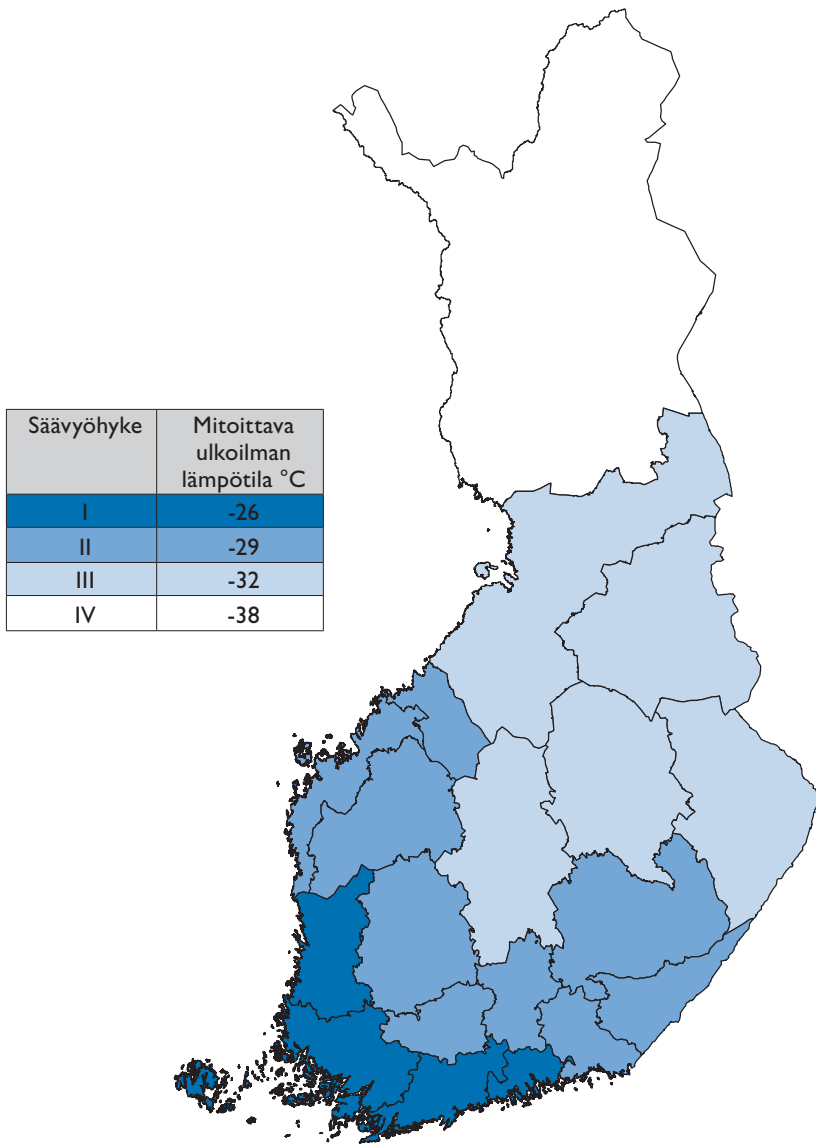 Säävyöhyke Mitoittava
ulkoilman
lämpötila °C
I -26
II -29
III -32
IV -38